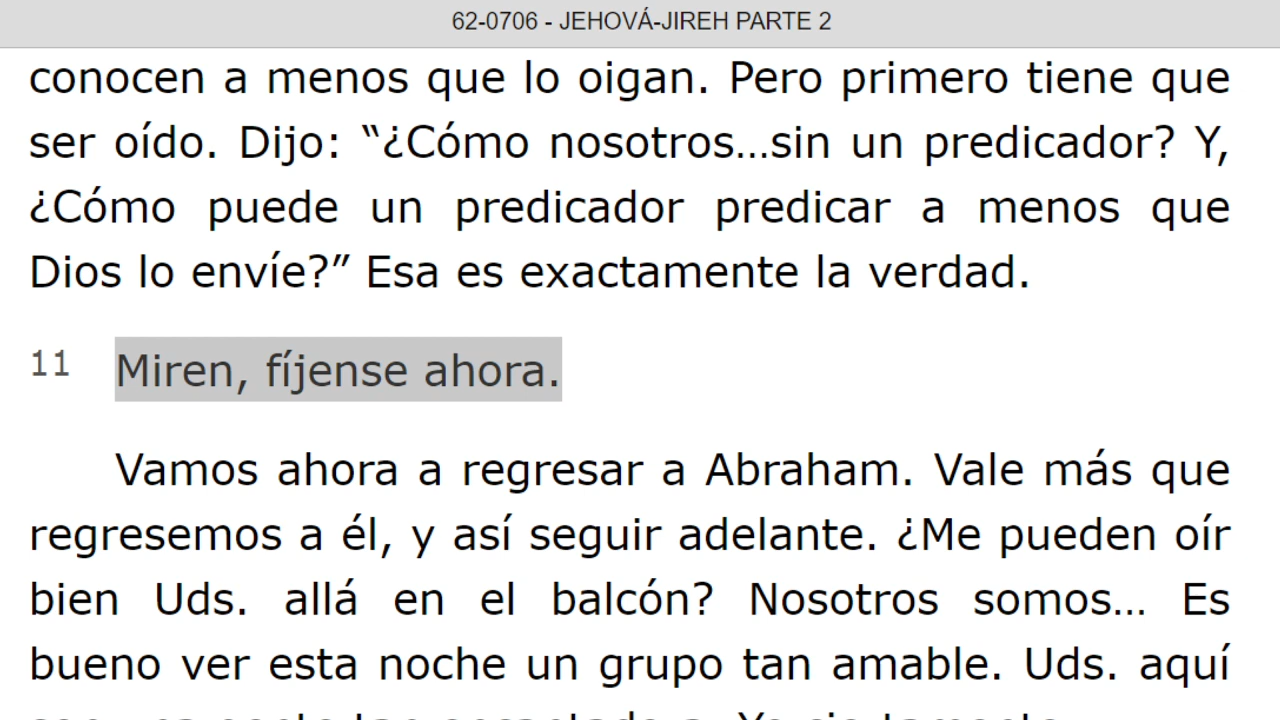 62-0706 - JEHOVÁ-JIREH PARTE 2
conocen a menos que lo oigan. Pero primero tiene que
ser oído. Dijo: “¿Cómo nosotros...sin un predicador? Y,
¿Cómo puede un predicador predicar a menos que
Dios lo envíe?” Esa es exactamente la verdad.
11 Miren, fíjense ahora.
Vamos ahora a regresar a Abraham. Vale más que
regresemos a él, y así seguir adelante. ¿Me pueden oír
bien Uds. allá en el balcón? Nosotros somos... Es
bueno ver esta noche un grupo tan amable. Uds. aquí